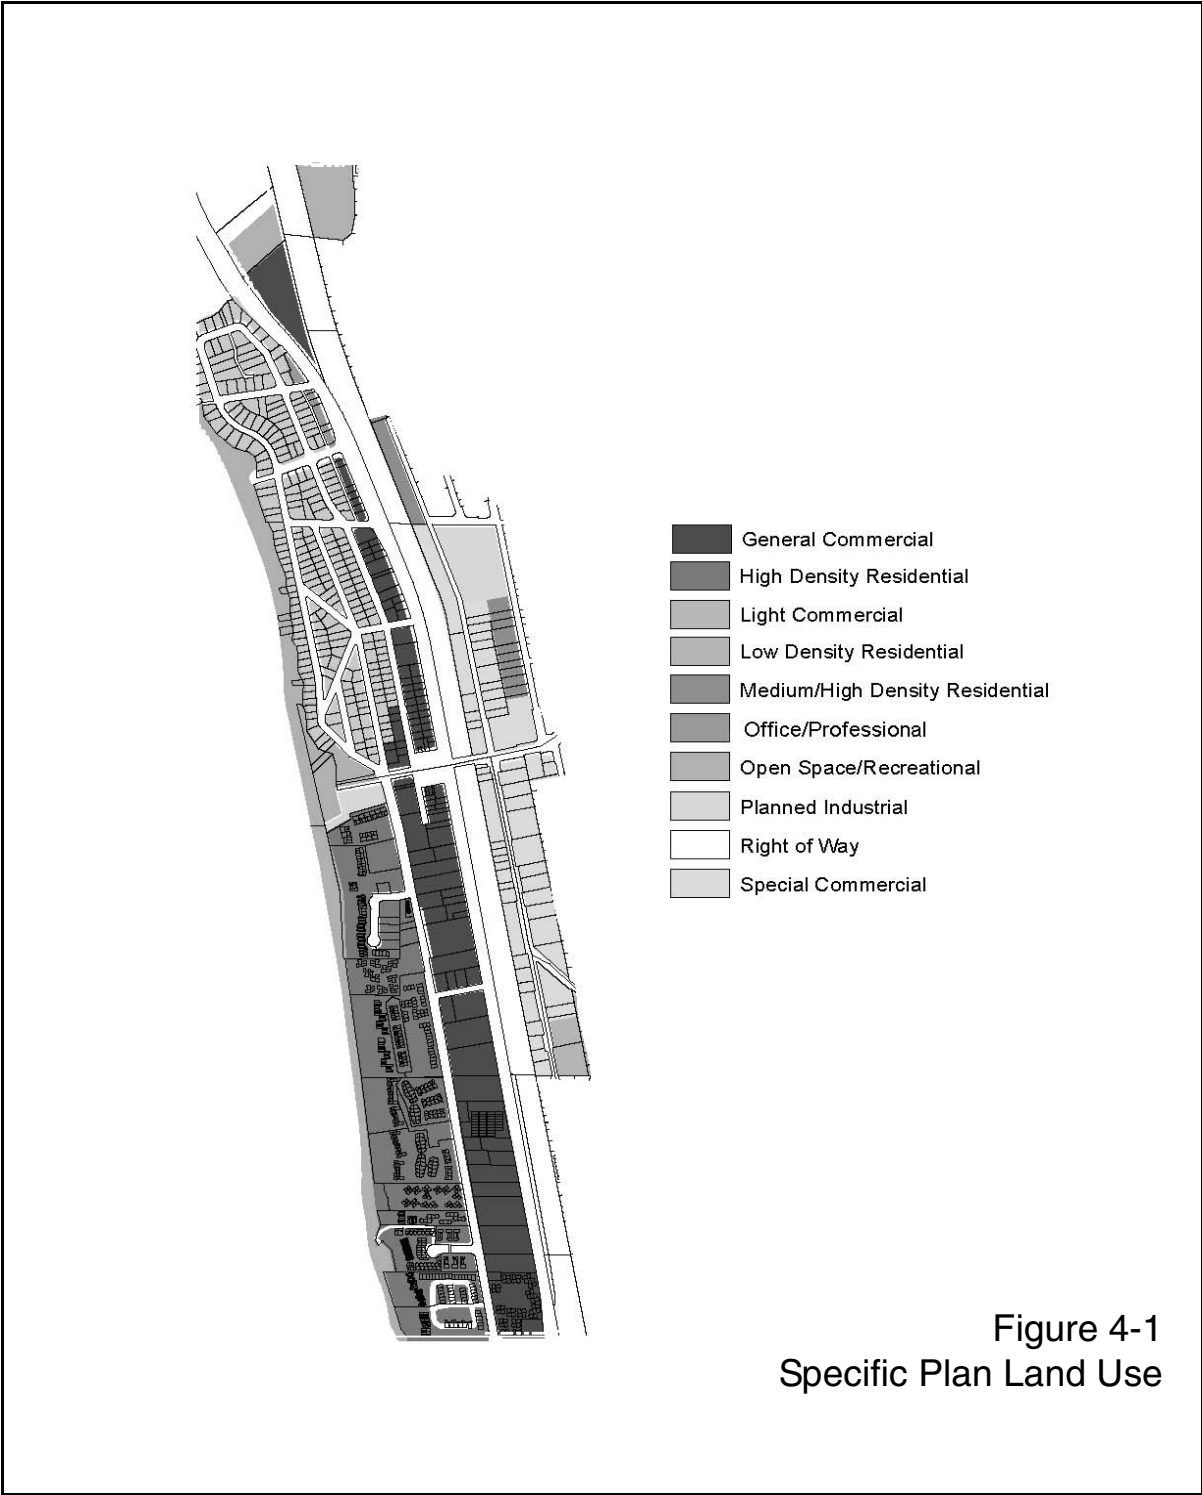 General Commercial
High Density Residential
Light Commercial
Low Density Residential
Medium/High Density Residential
Office/Professional
Open Space/Recreational
Planned Industrial
Right of Way
Special Commercial
Figure 4-1
Specific Plan Land Use